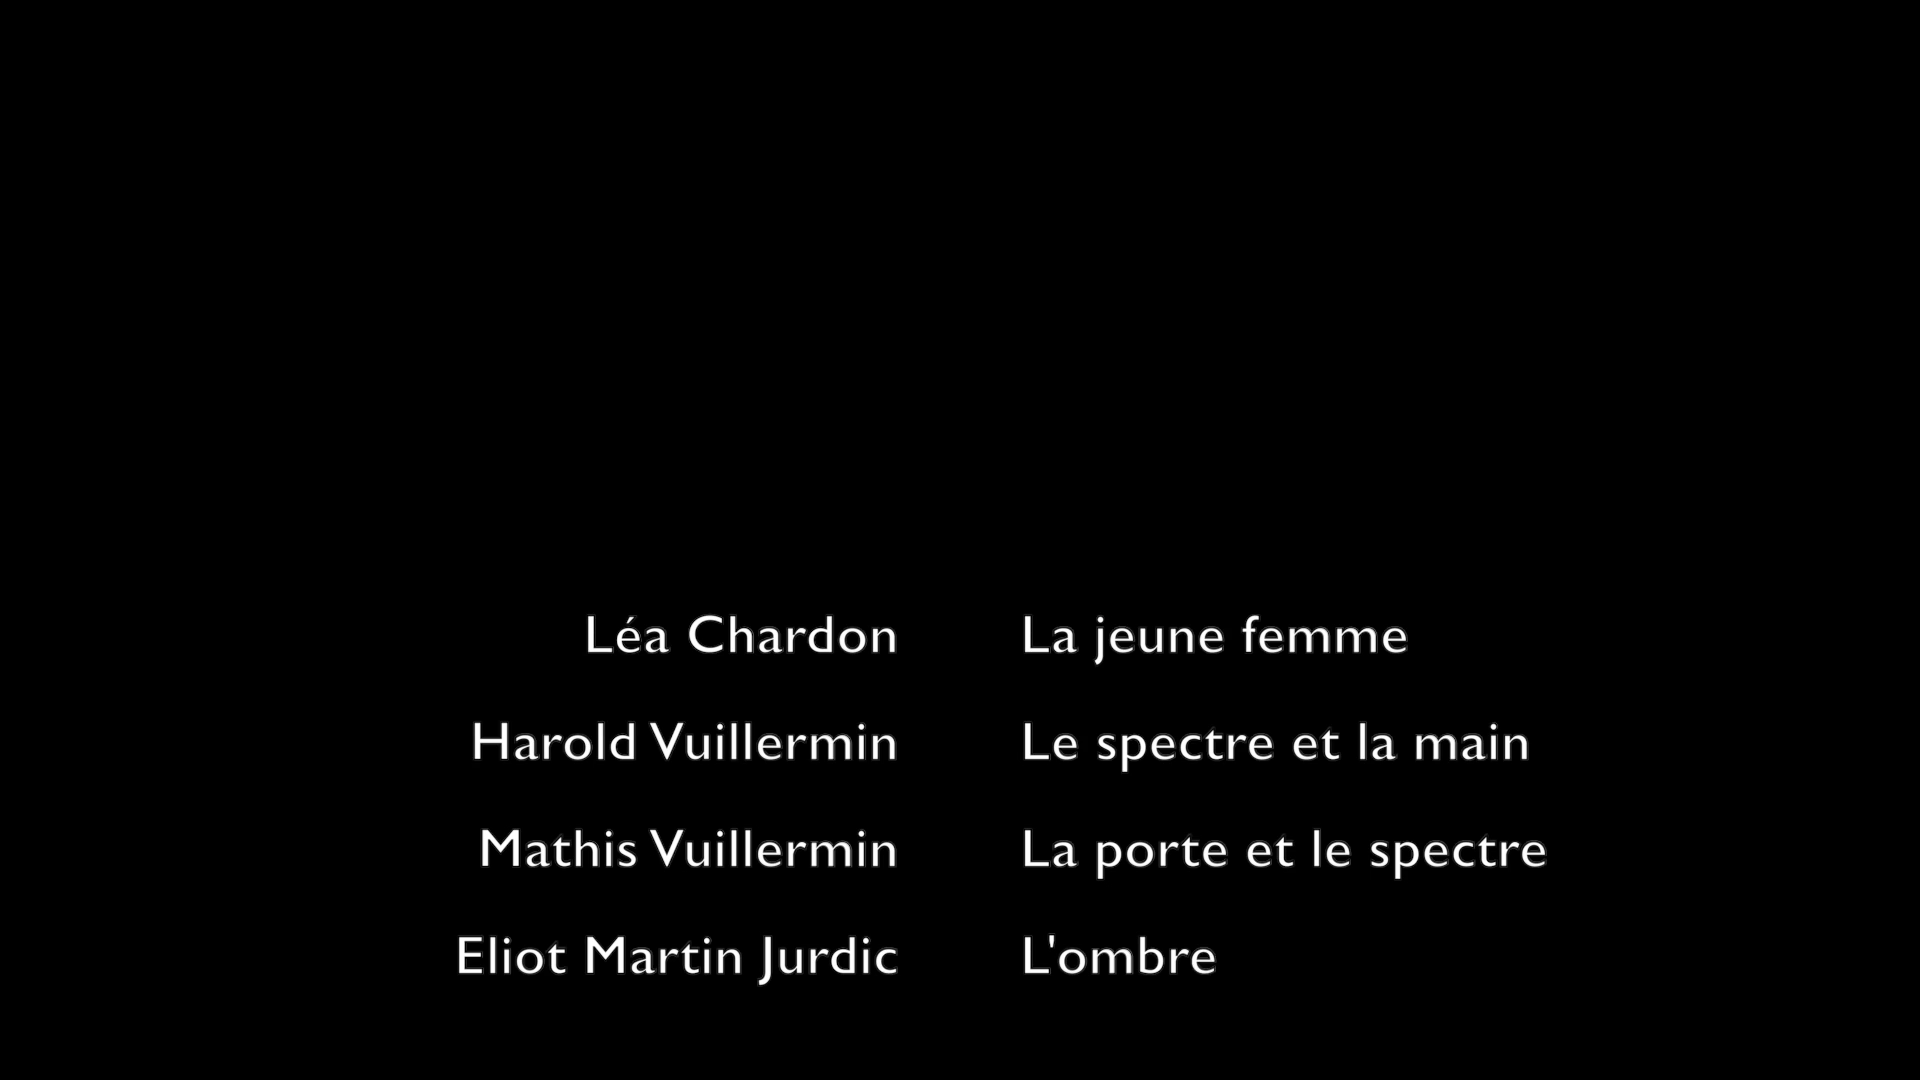 Léa Chardon La jeune femme
Harold Vuillermin Le spectre et la main
Mathis Vuillermin La porte et le spectre
Eliot Martin Jurdic L'ombre